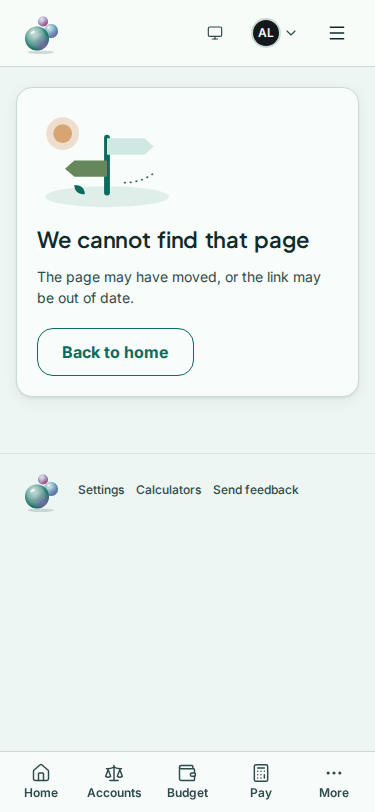 AL
We cannot find that page
The page may have moved, or the link may
be out of date.
Back to home
Settings Calculators Send feedback
Home Accounts Budget Pay More